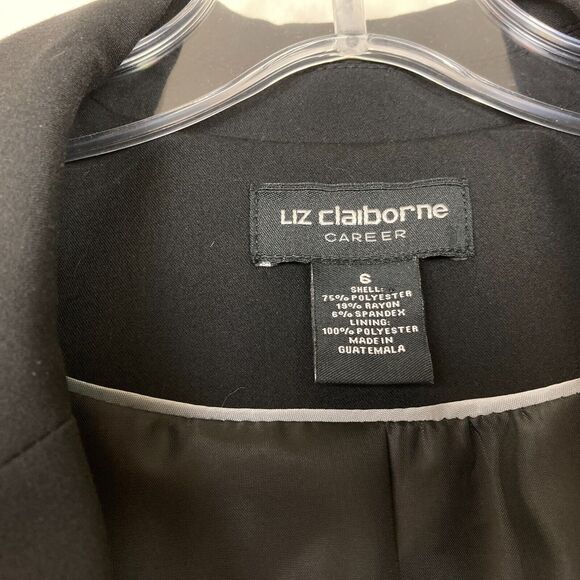 Liz claiborne
CAREER
6
SHELL:
75% POLYESTER
19% RAYON
6% SPANDEX
LINING:
100% POLYESTER
MADE IN
GUATEMALA